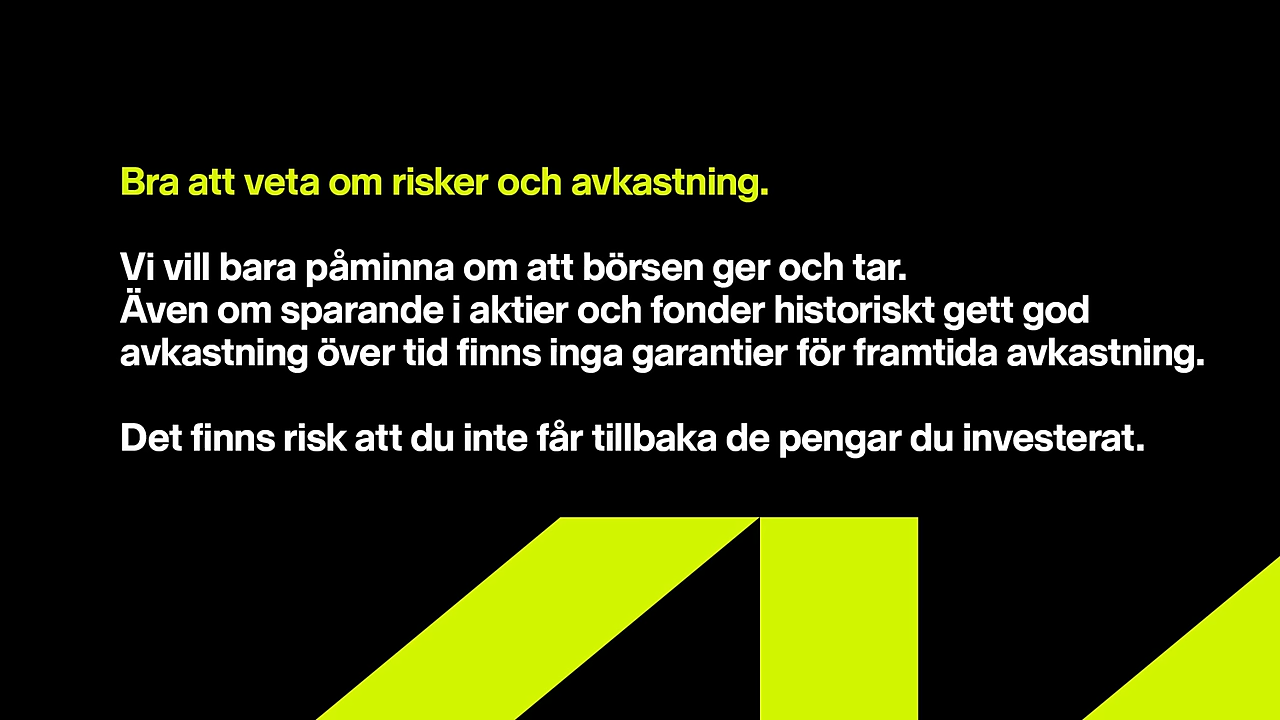 Bra att veta om risker och avkastning.
Vi vill bara påminna om att börsen ger och tar.
Även om sparande i aktier och fonder historiskt gett god
avkastning över tid finns inga garantier för framtida avkastning.
Det finns risk att du inte får tillbaka de pengar du investerat.